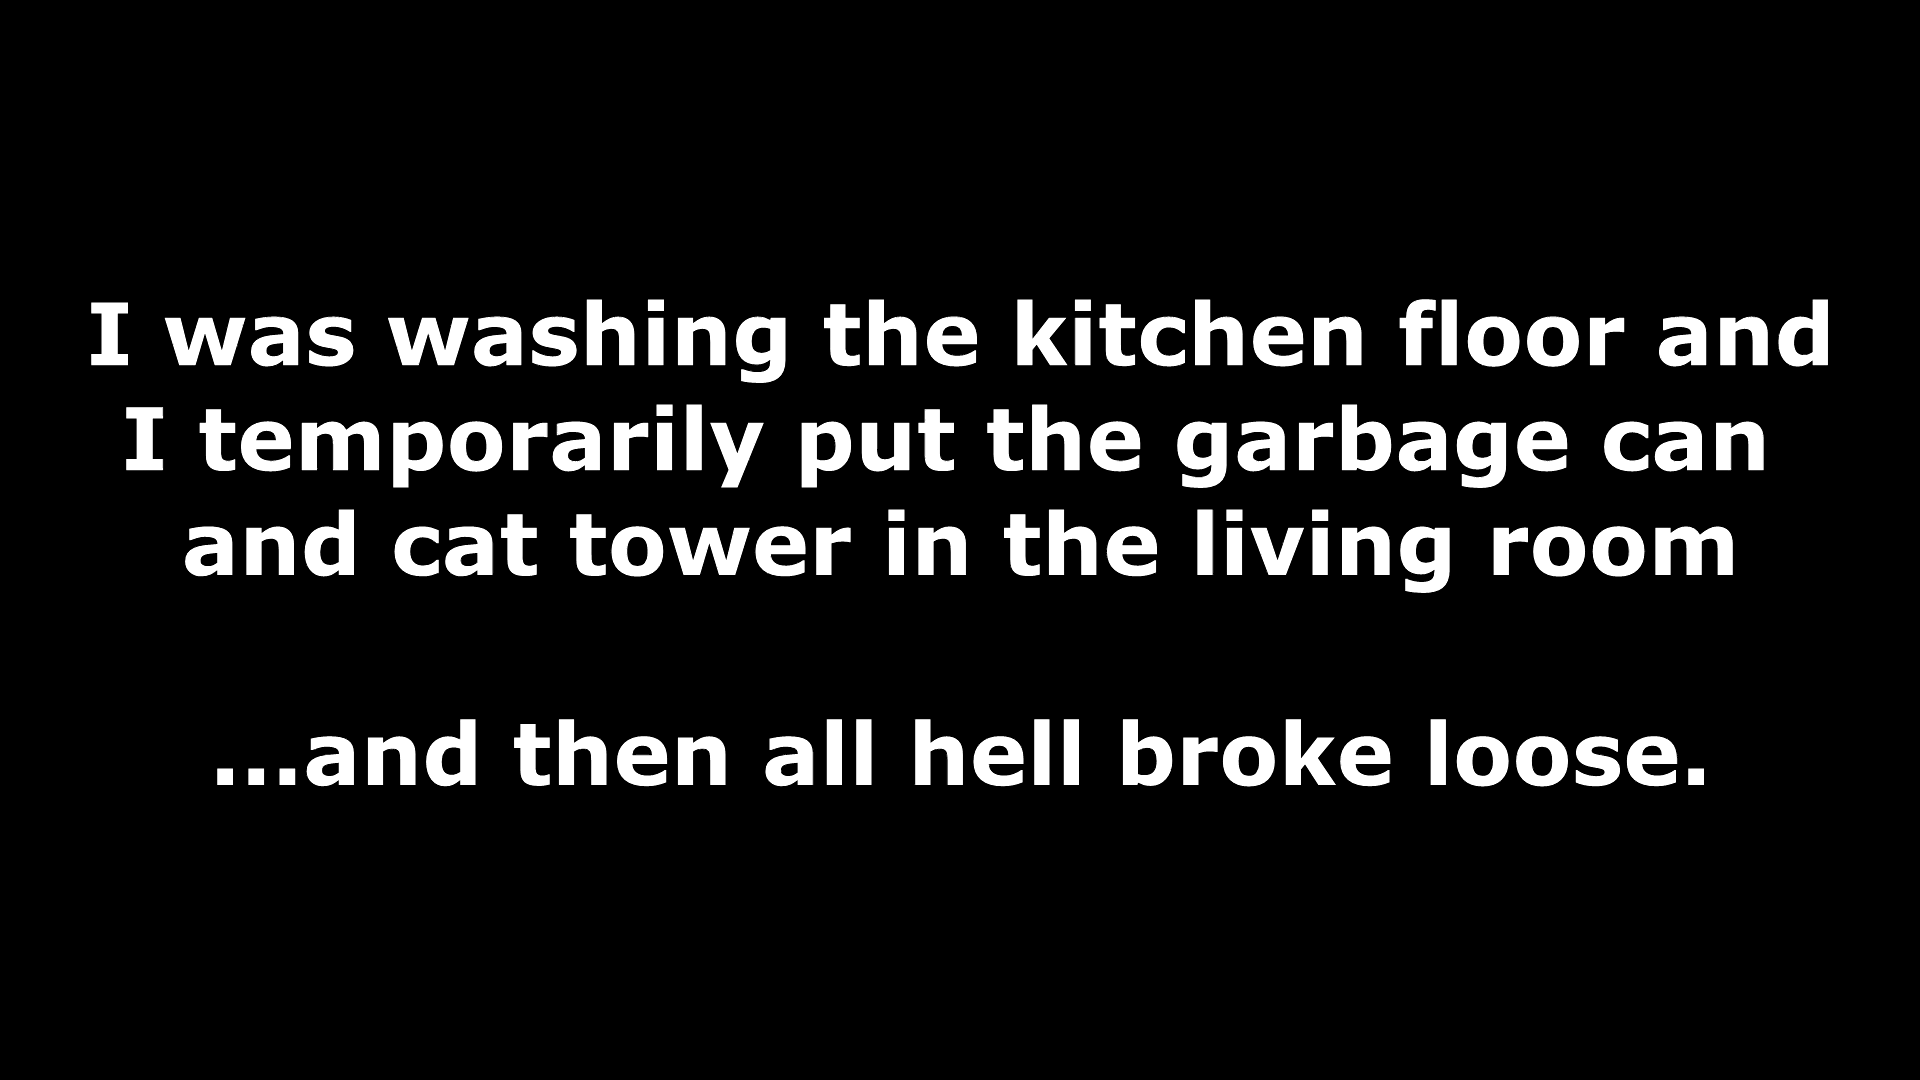 I was washing the kitchen floor and
I temporarily put the garbage can
and cat tower in the living room
...and then all hell broke loose.